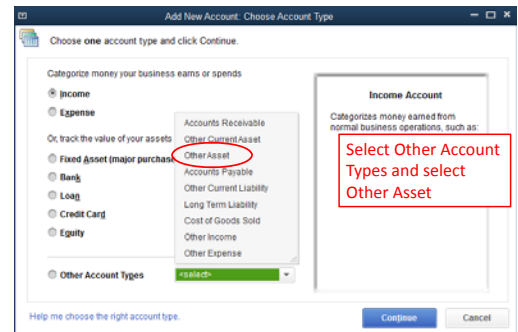 Add New Account: Choose Account Type
Choose one account type and click Continue.
Categorize money your business earns or spends
Income
Expense
Or, track the value of your assets
Fixed Asset (major purchase
Bank
Loan
Credit Card
Equity
Other Account Types
<select>
Accounts Receivable
Other Current Asset
Other Asset
Accounts Payable
Other Current Liability
Long Term Liability
Cost of Goods Sold
Other Income
Other Expense
Income Account
Categorizes money earned from
normal business operations, such as:
Select Other Account
Types and select
Other Asset
Help me choose the right account type.
Continue
Cancel